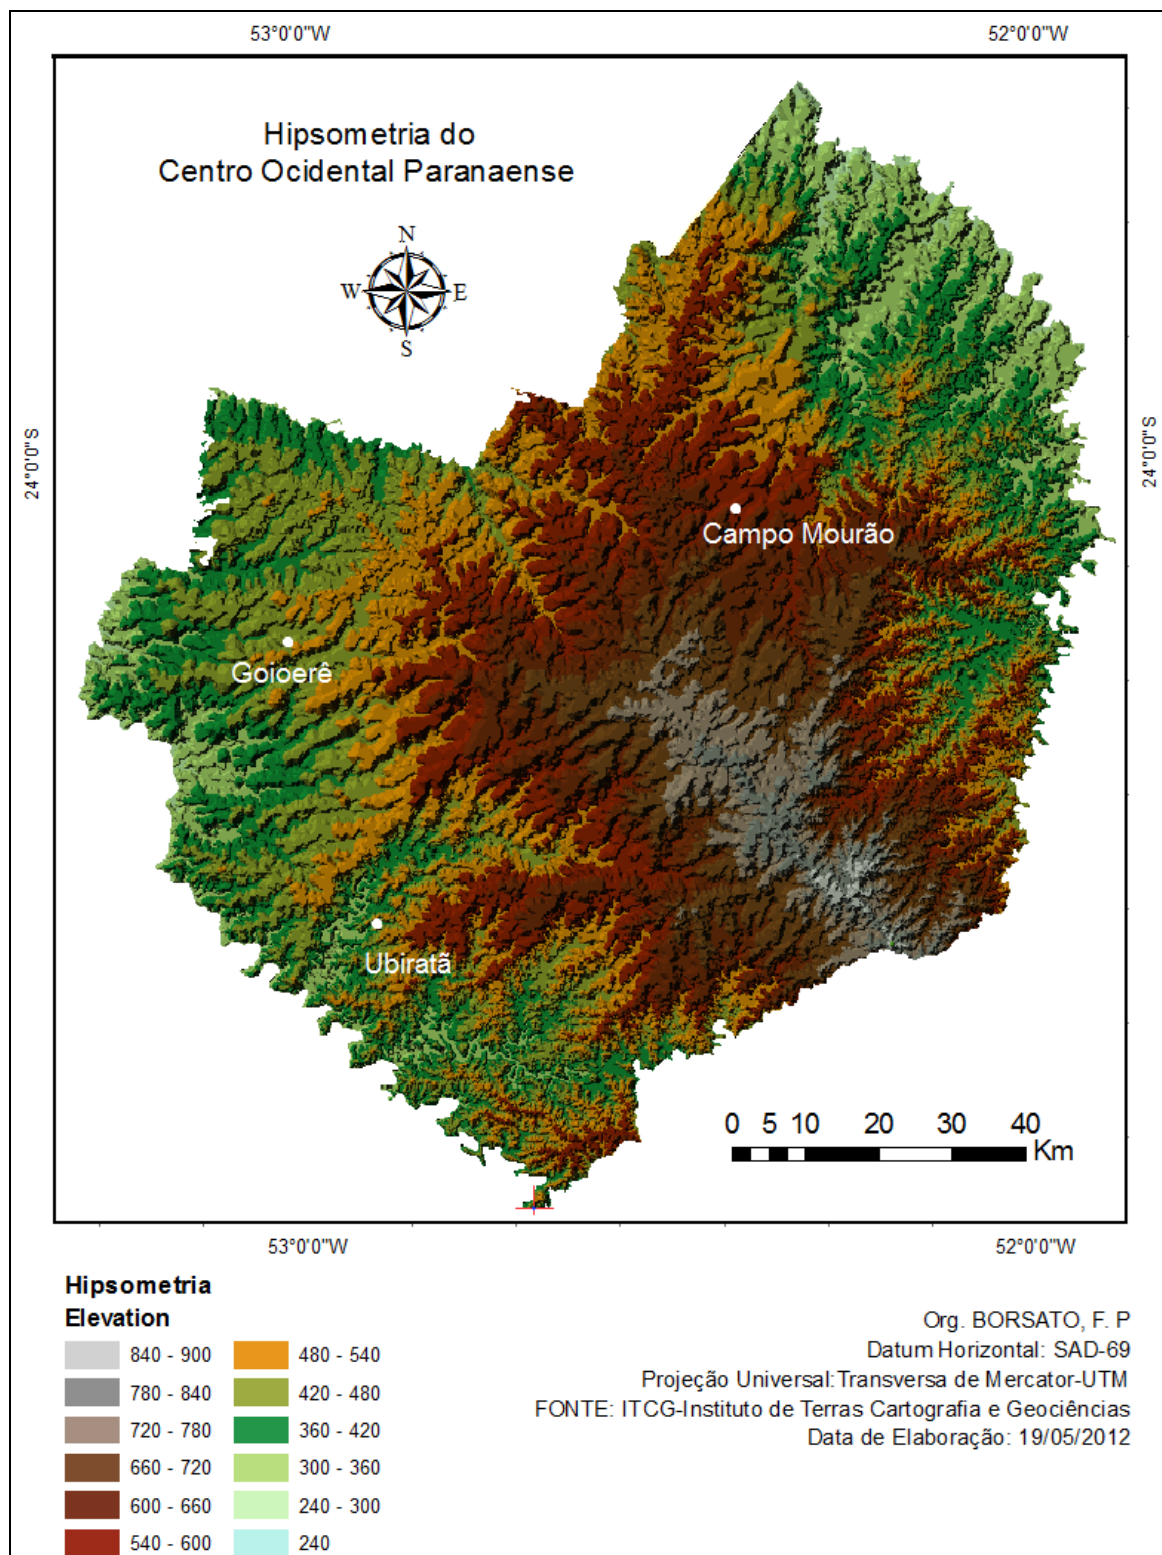 53°0'0"W
52°0'0"W
Hipsometria do
Centro Ocidental Paranaense
N
W
E
S
24°0'0"S
24°0'0"S
Campo Mourão
Goioerê
Ubiratã
0 5 10 20 30 40
Km
53°0'0"W
52°0'0"W
Hipsometria
Elevation
840 - 900
780 - 840
720 - 780
660 - 720
600 - 660
540 - 600
480 - 540
420 - 480
360 - 420
300 - 360
240 - 300
240
Org. BORSATO, F. P
Datum Horizontal: SAD-69
Projeção Universal:Transversa de Mercator-UTM
FONTE: ITCG-Instituto de Terras Cartografia e Geociências
Data de Elaboração: 19/05/2012